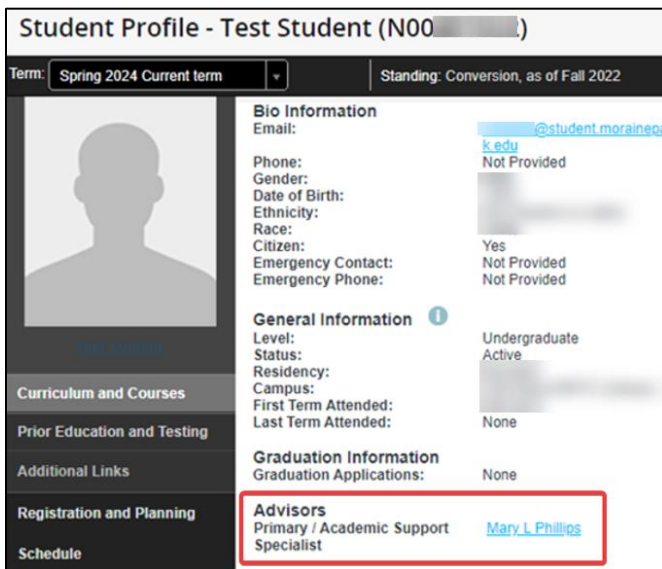 Student Profile - Test Student (N00 )
Term: Spring 2024 Current term Standing: Conversion, as of Fall 2022
Bio Information
Email: @student.morainepa
k.edu
Phone: Not Provided
Gender:
Date of Birth:
Ethnicity:
Race:
Citizen: Yes
Emergency Contact: Not Provided
Emergency Phone: Not Provided
General Information
Level: Undergraduate
Status: Active
Residency:
Campus:
First Term Attended:
Last Term Attended: None
Graduation Information
Graduation Applications: None
Advisors
Primary / Academic Support Mary L Phillips
Specialist
Test Student
Curriculum and Courses
Prior Education and Testing
Additional Links
Registration and Planning
Schedule